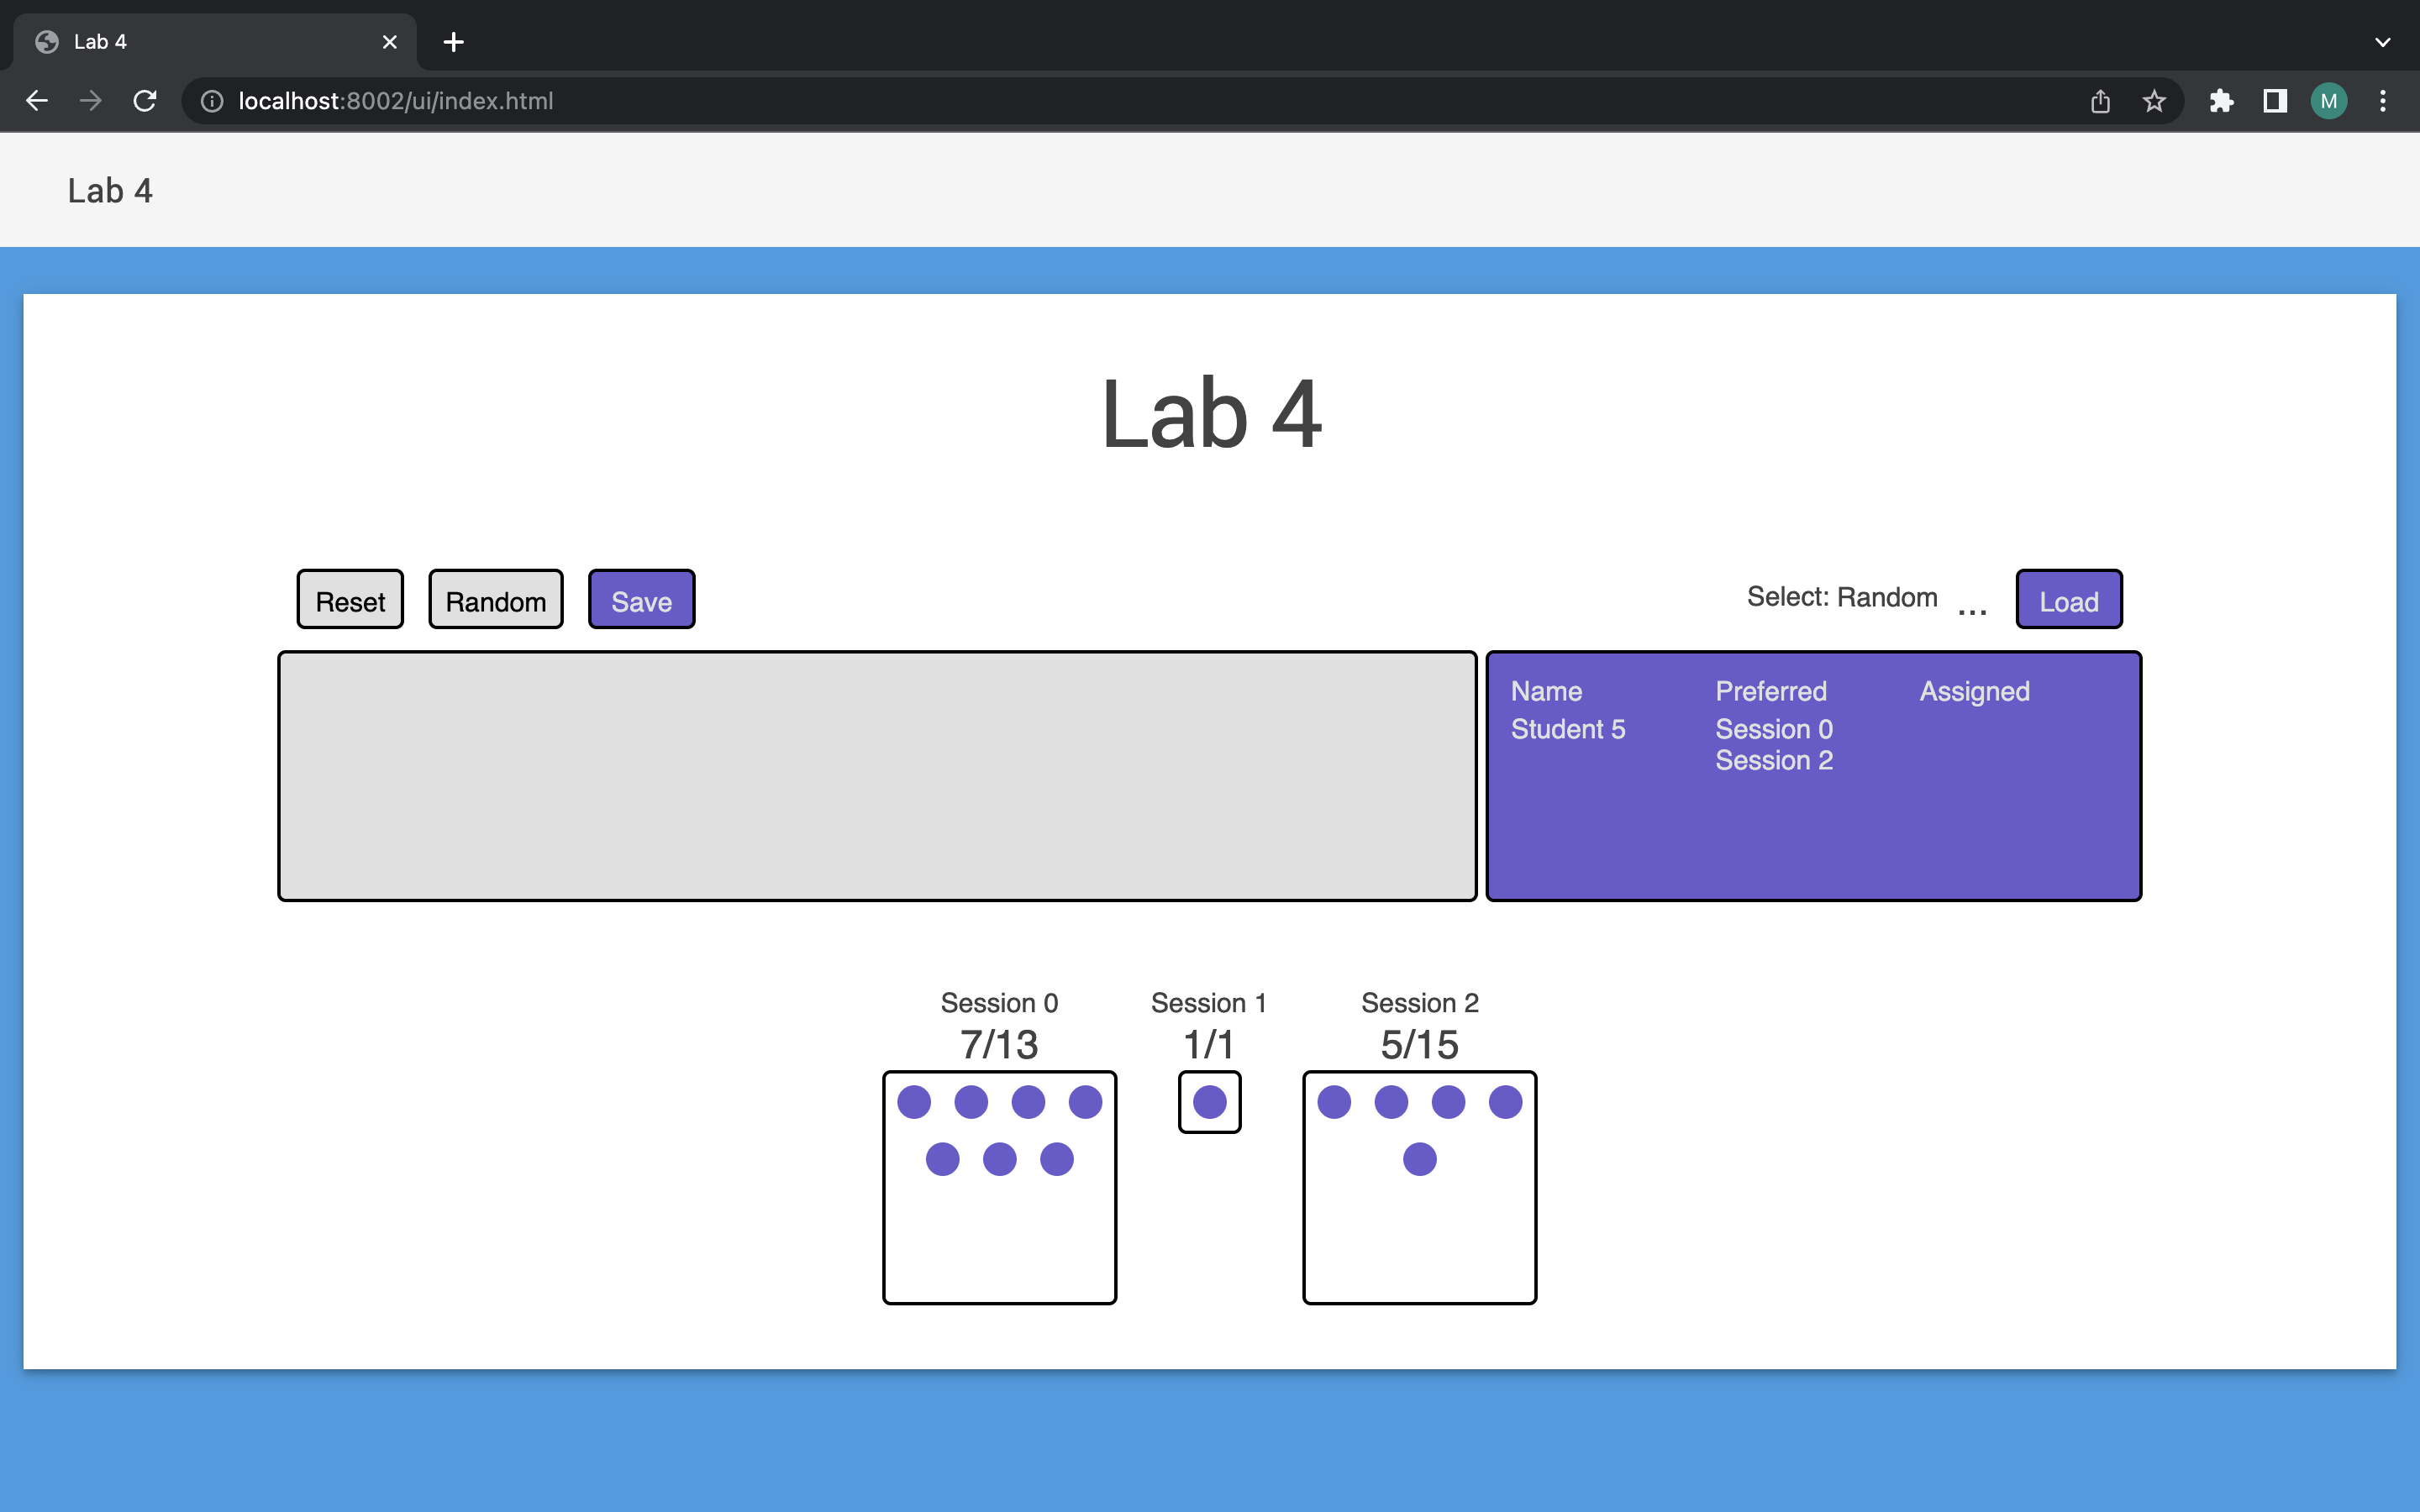 Lab 4
localhost:8002/ui/index.html
M
Lab 4
Lab 4
Reset Random Save Select: Random ... Load
Name Preferred Assigned
Student 5 Session 0
Session 2
Session 0 Session 1 Session 2
7/13 1/1 5/15